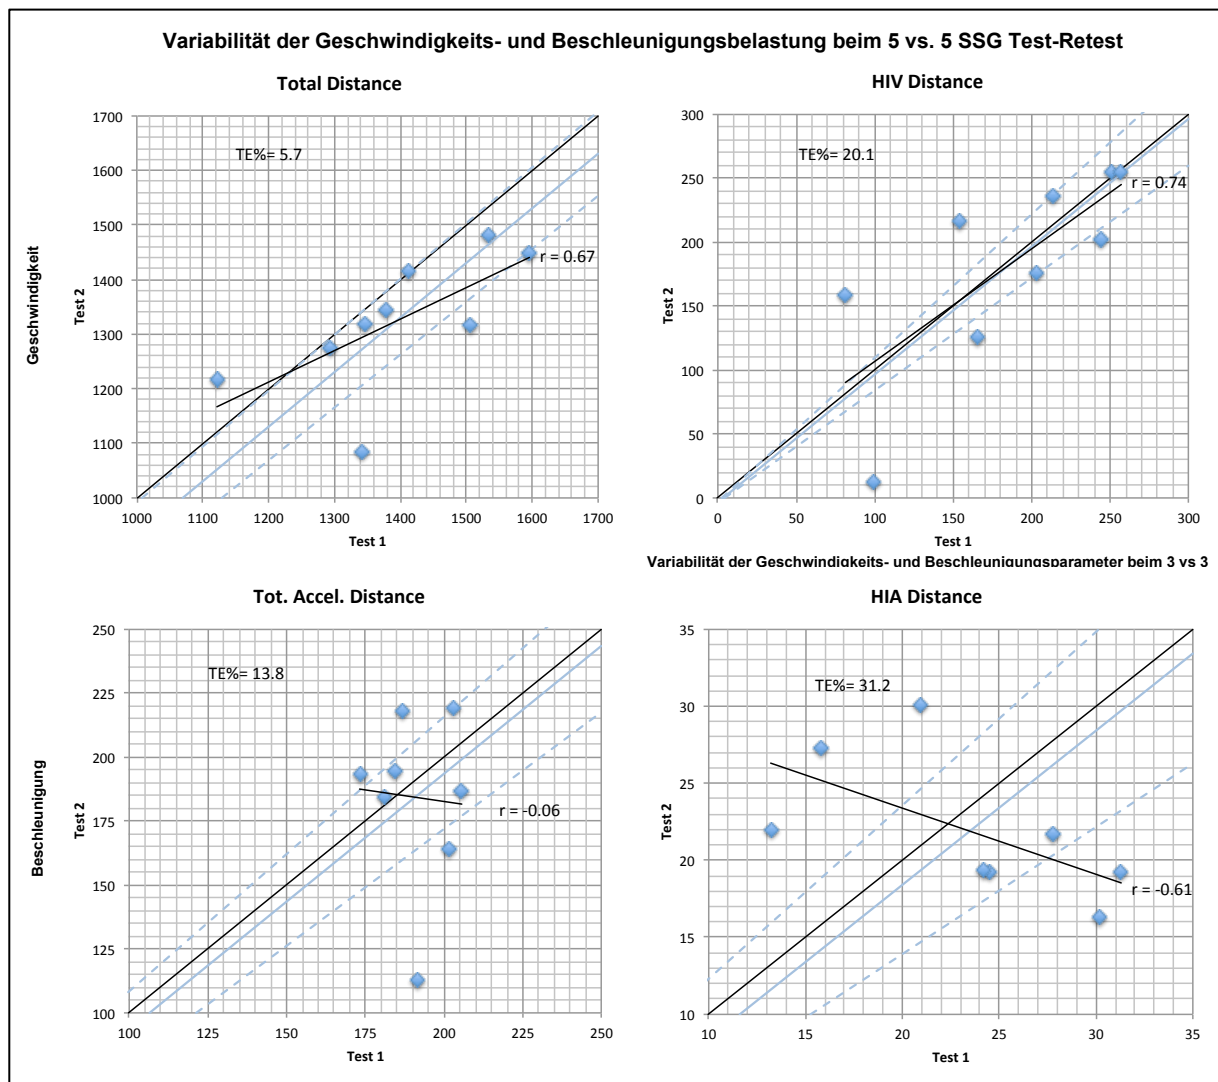 Variabilität der Geschwindigkeits- und Beschleunigungsbelastung beim 5 vs. 5 SSG Test-Retest
Total Distance
1700
1600
1500
1400
1300
1200
1100
1000
1000 1100 1200 1300 1400 1500 1600 1700
TE%= 5.7
r = 0.67
Geschwindigkeit
Test 2
Test 1
HIV Distance
300
250
200
150
100
50
0
0 50 100 150 200 250 300
TE%= 20.1
r = 0.74
Test 2
Test 1
Variabilität der Geschwindigkeits- und Beschleunigungsparameter beim 3 vs 3
Tot. Accel. Distance
250
225
200
175
150
125
100
100 125 150 175 200 225 250
TE%= 13.8
r = -0.06
Beschleunigung
Test 2
Test 1
HIA Distance
35
30
25
20
15
10
10 15 20 25 30 35
TE%= 31.2
r = -0.61
Test 2
Test 1